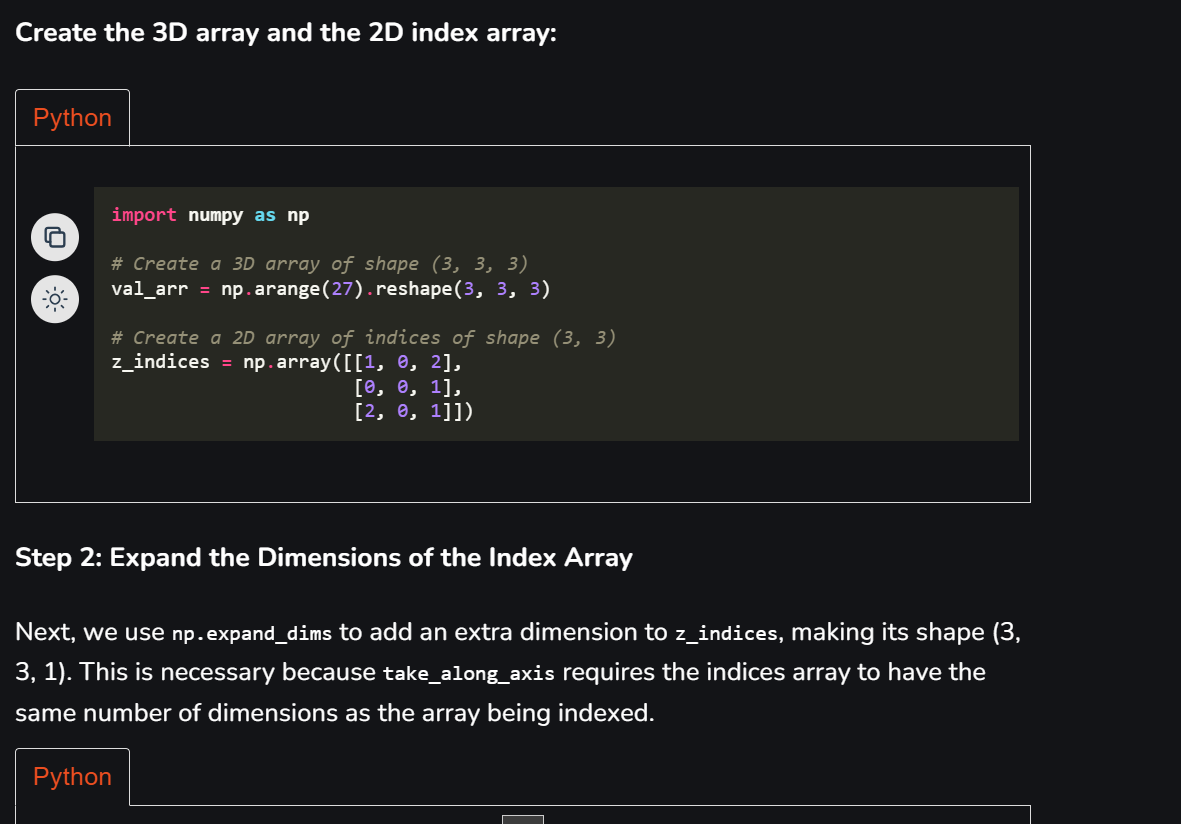 Create the 3D array and the 2D index array:
Python
import numpy as np
# Create a 3D array of shape (3, 3, 3)
val_arr = np.arange(27).reshape(3, 3, 3)
# Create a 2D array of indices of shape (3, 3)
z_indices = np.array([[1, 0, 2],
                      [0, 0, 1],
                      [2, 0, 1]])
Step 2: Expand the Dimensions of the Index Array
Next, we use np.expand_dims to add an extra dimension to z_indices, making its shape (3,
3, 1). This is necessary because take_along_axis requires the indices array to have the
same number of dimensions as the array being indexed.
Python